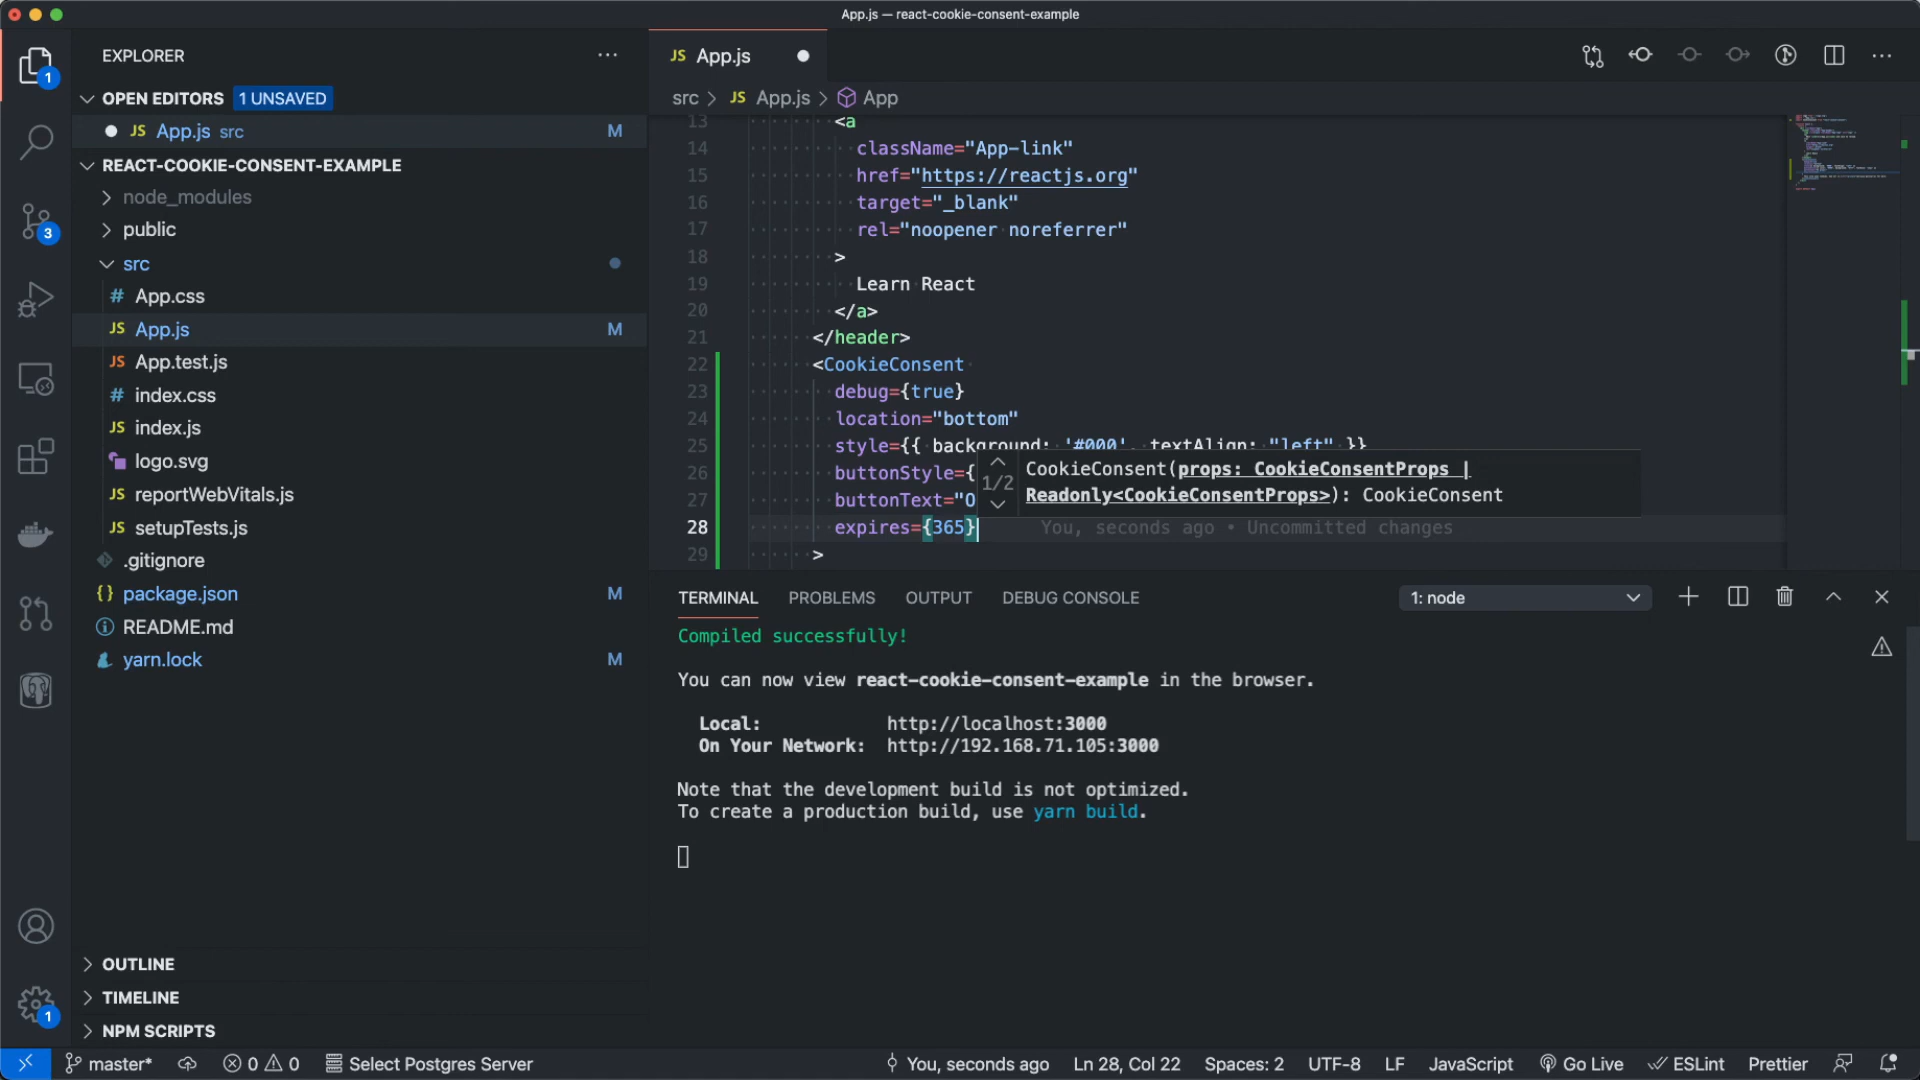 App.js — react-cookie-consent-example
EXPLORER
OPEN EDITORS 1 UNSAVED
JS App.js src M
REACT-COOKIE-CONSENT-EXAMPLE
node_modules
public
src
# App.css
JS App.js M
JS App.test.js
# index.css
JS index.js
logo.svg
JS reportWebVitals.js
JS setupTests.js
.gitignore
{} package.json M
README.md
yarn.lock M
OUTLINE
TIMELINE
NPM SCRIPTS
1
3
1
JS App.js
src > JS App.js > App
13 <a
14 className="App-link"
15 href="https://reactjs.org"
16 target="_blank"
17 rel="noopener noreferrer"
18 >
19 Learn React
20 </a>
21 </header>
22 <CookieConsent
23 debug={true}
24 location="bottom"
25 style={{ background: '#000', textAlign: "left" }}
26 buttonStyle={
27 buttonText="O
28 expires={365} You, seconds ago • Uncommitted changes
29 >
1/2 CookieConsent(props: CookieConsentProps |
Readonly<CookieConsentProps>): CookieConsent
TERMINAL PROBLEMS OUTPUT DEBUG CONSOLE 1: node
Compiled successfully!
You can now view react-cookie-consent-example in the browser.
Local: http://localhost:3000
On Your Network: http://192.168.71.105:3000
Note that the development build is not optimized.
To create a production build, use yarn build.
master* 0 0 Select Postgres Server You, seconds ago Ln 28, Col 22 Spaces: 2 UTF-8 LF JavaScript Go Live ESLint Prettier